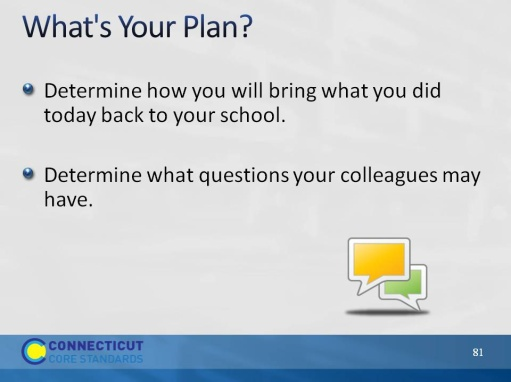 What's Your Plan?
Determine how you will bring what you did
today back to your school.
Determine what questions your colleagues may
have.
CONNECTICUT
CORE STANDARDS
81